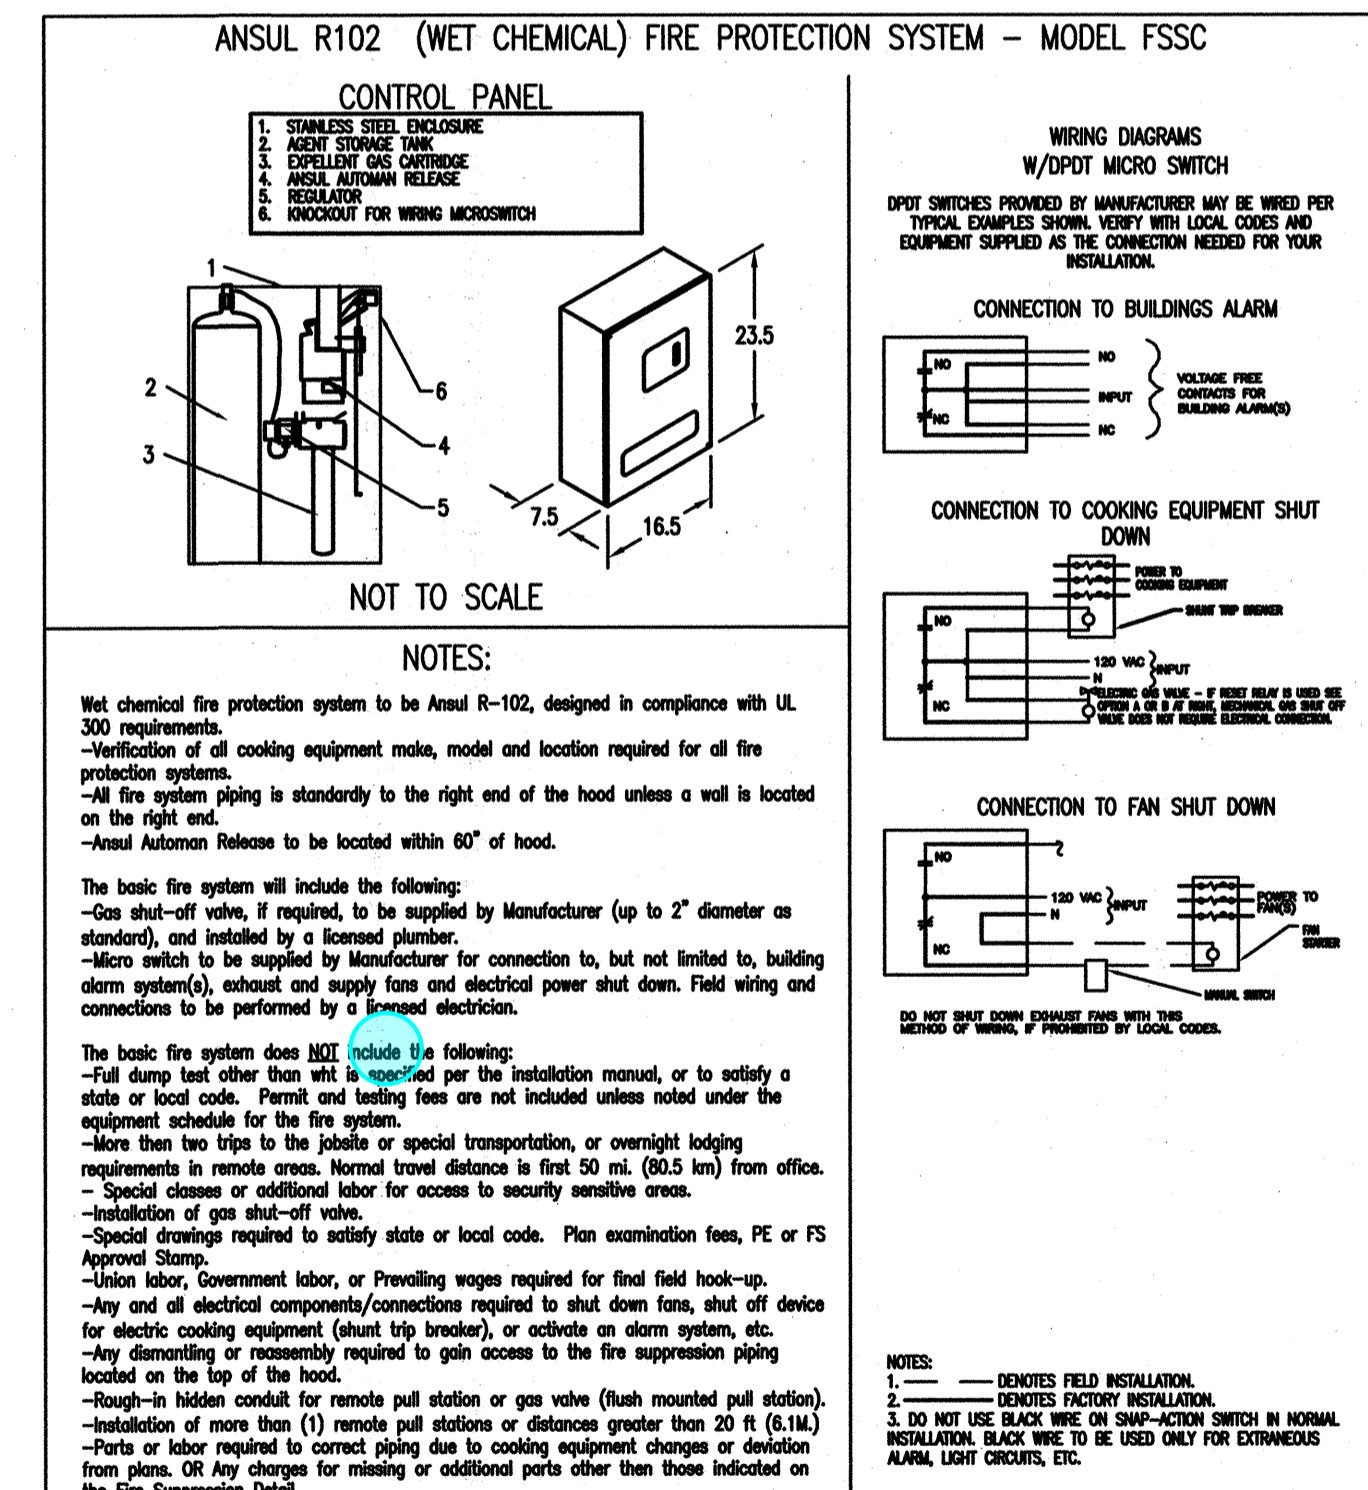 ANSUL R102 (WET CHEMICAL) FIRE PROTECTION SYSTEM – MODEL FSSC
CONTROL PANEL
1. STAINLESS STEEL ENCLOSURE
2. AGENT STORAGE TANK
3. EXPELLENT GAS CARTRIDGE
4. ANSUL AUTOMAN RELEASE
5. REGULATOR
6. KNOCKOUT FOR WIRING MICROSWITCH
1
2
3
6
4
5
23.5
7.5
16.5
NOT TO SCALE
NOTES:
Wet chemical fire protection system to be Ansul R–102, designed in compliance with UL
300 requirements.
–Verification of all cooking equipment make, model and location required for all fire
protection systems.
–All fire system piping is standardly to the right end of the hood unless a wall is located
on the right end.
–Ansul Automan Release to be located within 60" of hood.
The basic fire system will include the following:
–Gas shut–off valve, if required, to be supplied by Manufacturer (up to 2" diameter as
standard), and installed by a licensed plumber.
–Micro switch to be supplied by Manufacturer for connection to, but not limited to, building
alarm system(s), exhaust and supply fans and electrical power shut down. Field wiring and
connections to be performed by a licensed electrician.
The basic fire system does NOT include the following:
–Full dump test other than wht is specified per the installation manual, or to satisfy a
state or local code. Permit and testing fees are not included unless noted under the
equipment schedule for the fire system.
–More then two trips to the jobsite or special transportation, or overnight lodging
requirements in remote areas. Normal travel distance is first 50 mi. (80.5 km) from office.
– Special classes or additional labor for access to security sensitive areas.
–Installation of gas shut–off valve.
–Special drawings required to satisfy state or local code. Plan examination fees, PE or FS
Approval Stamp.
–Union labor, Government labor, or Prevailing wages required for final field hook–up.
–Any and all electrical components/connections required to shut down fans, shut off device
for electric cooking equipment (shunt trip breaker), or activate an alarm system, etc.
–Any dismantling or reassembly required to gain access to the fire suppression piping
located on the top of the hood.
–Rough–in hidden conduit for remote pull station or gas valve (flush mounted pull station).
–Installation of more than (1) remote pull stations or distances greater than 20 ft (6.1M.)
–Parts or labor required to correct piping due to cooking equipment changes or deviation
from plans. OR Any charges for missing or additional parts other then those indicated on
the Fire Suppression Detail
WIRING DIAGRAMS
W/DPDT MICRO SWITCH
DPDT SWITCHES PROVIDED BY MANUFACTURER MAY BE WIRED PER
TYPICAL EXAMPLES SHOWN. VERIFY WITH LOCAL CODES AND
EQUIPMENT SUPPLIED AS THE CONNECTION NEEDED FOR YOUR
INSTALLATION.
CONNECTION TO BUILDINGS ALARM
NO
NC
NO
INPUT
NC
VOLTAGE FREE
CONTACTS FOR
BUILDING ALARM(S)
CONNECTION TO COOKING EQUIPMENT SHUT
DOWN
POWER TO
COOKING EQUIPMENT
SHUNT TRIP BREAKER
NO
NC
120 VAC
N
INPUT
ELECTRIC GAS VALVE – IF RESET RELAY IS USED SEE
OPTION A OR B AT RIGHT, MECHANICAL GAS SHUT OFF
VALVE DOES NOT REQUIRE ELECTRICAL CONNECTION.
CONNECTION TO FAN SHUT DOWN
NO
NC
120 VAC
N
INPUT
POWER TO
FAN(S)
FAN
STARTER
MANUAL SWITCH
DO NOT SHUT DOWN EXHAUST FANS WITH THIS
METHOD OF WIRING, IF PROHIBITED BY LOCAL CODES.
NOTES:
1. — — DENOTES FIELD INSTALLATION.
2. ——— DENOTES FACTORY INSTALLATION.
3. DO NOT USE BLACK WIRE ON SNAP–ACTION SWITCH IN NORMAL
INSTALLATION. BLACK WIRE TO BE USED ONLY FOR EXTRANEOUS
ALARM, LIGHT CIRCUITS, ETC.